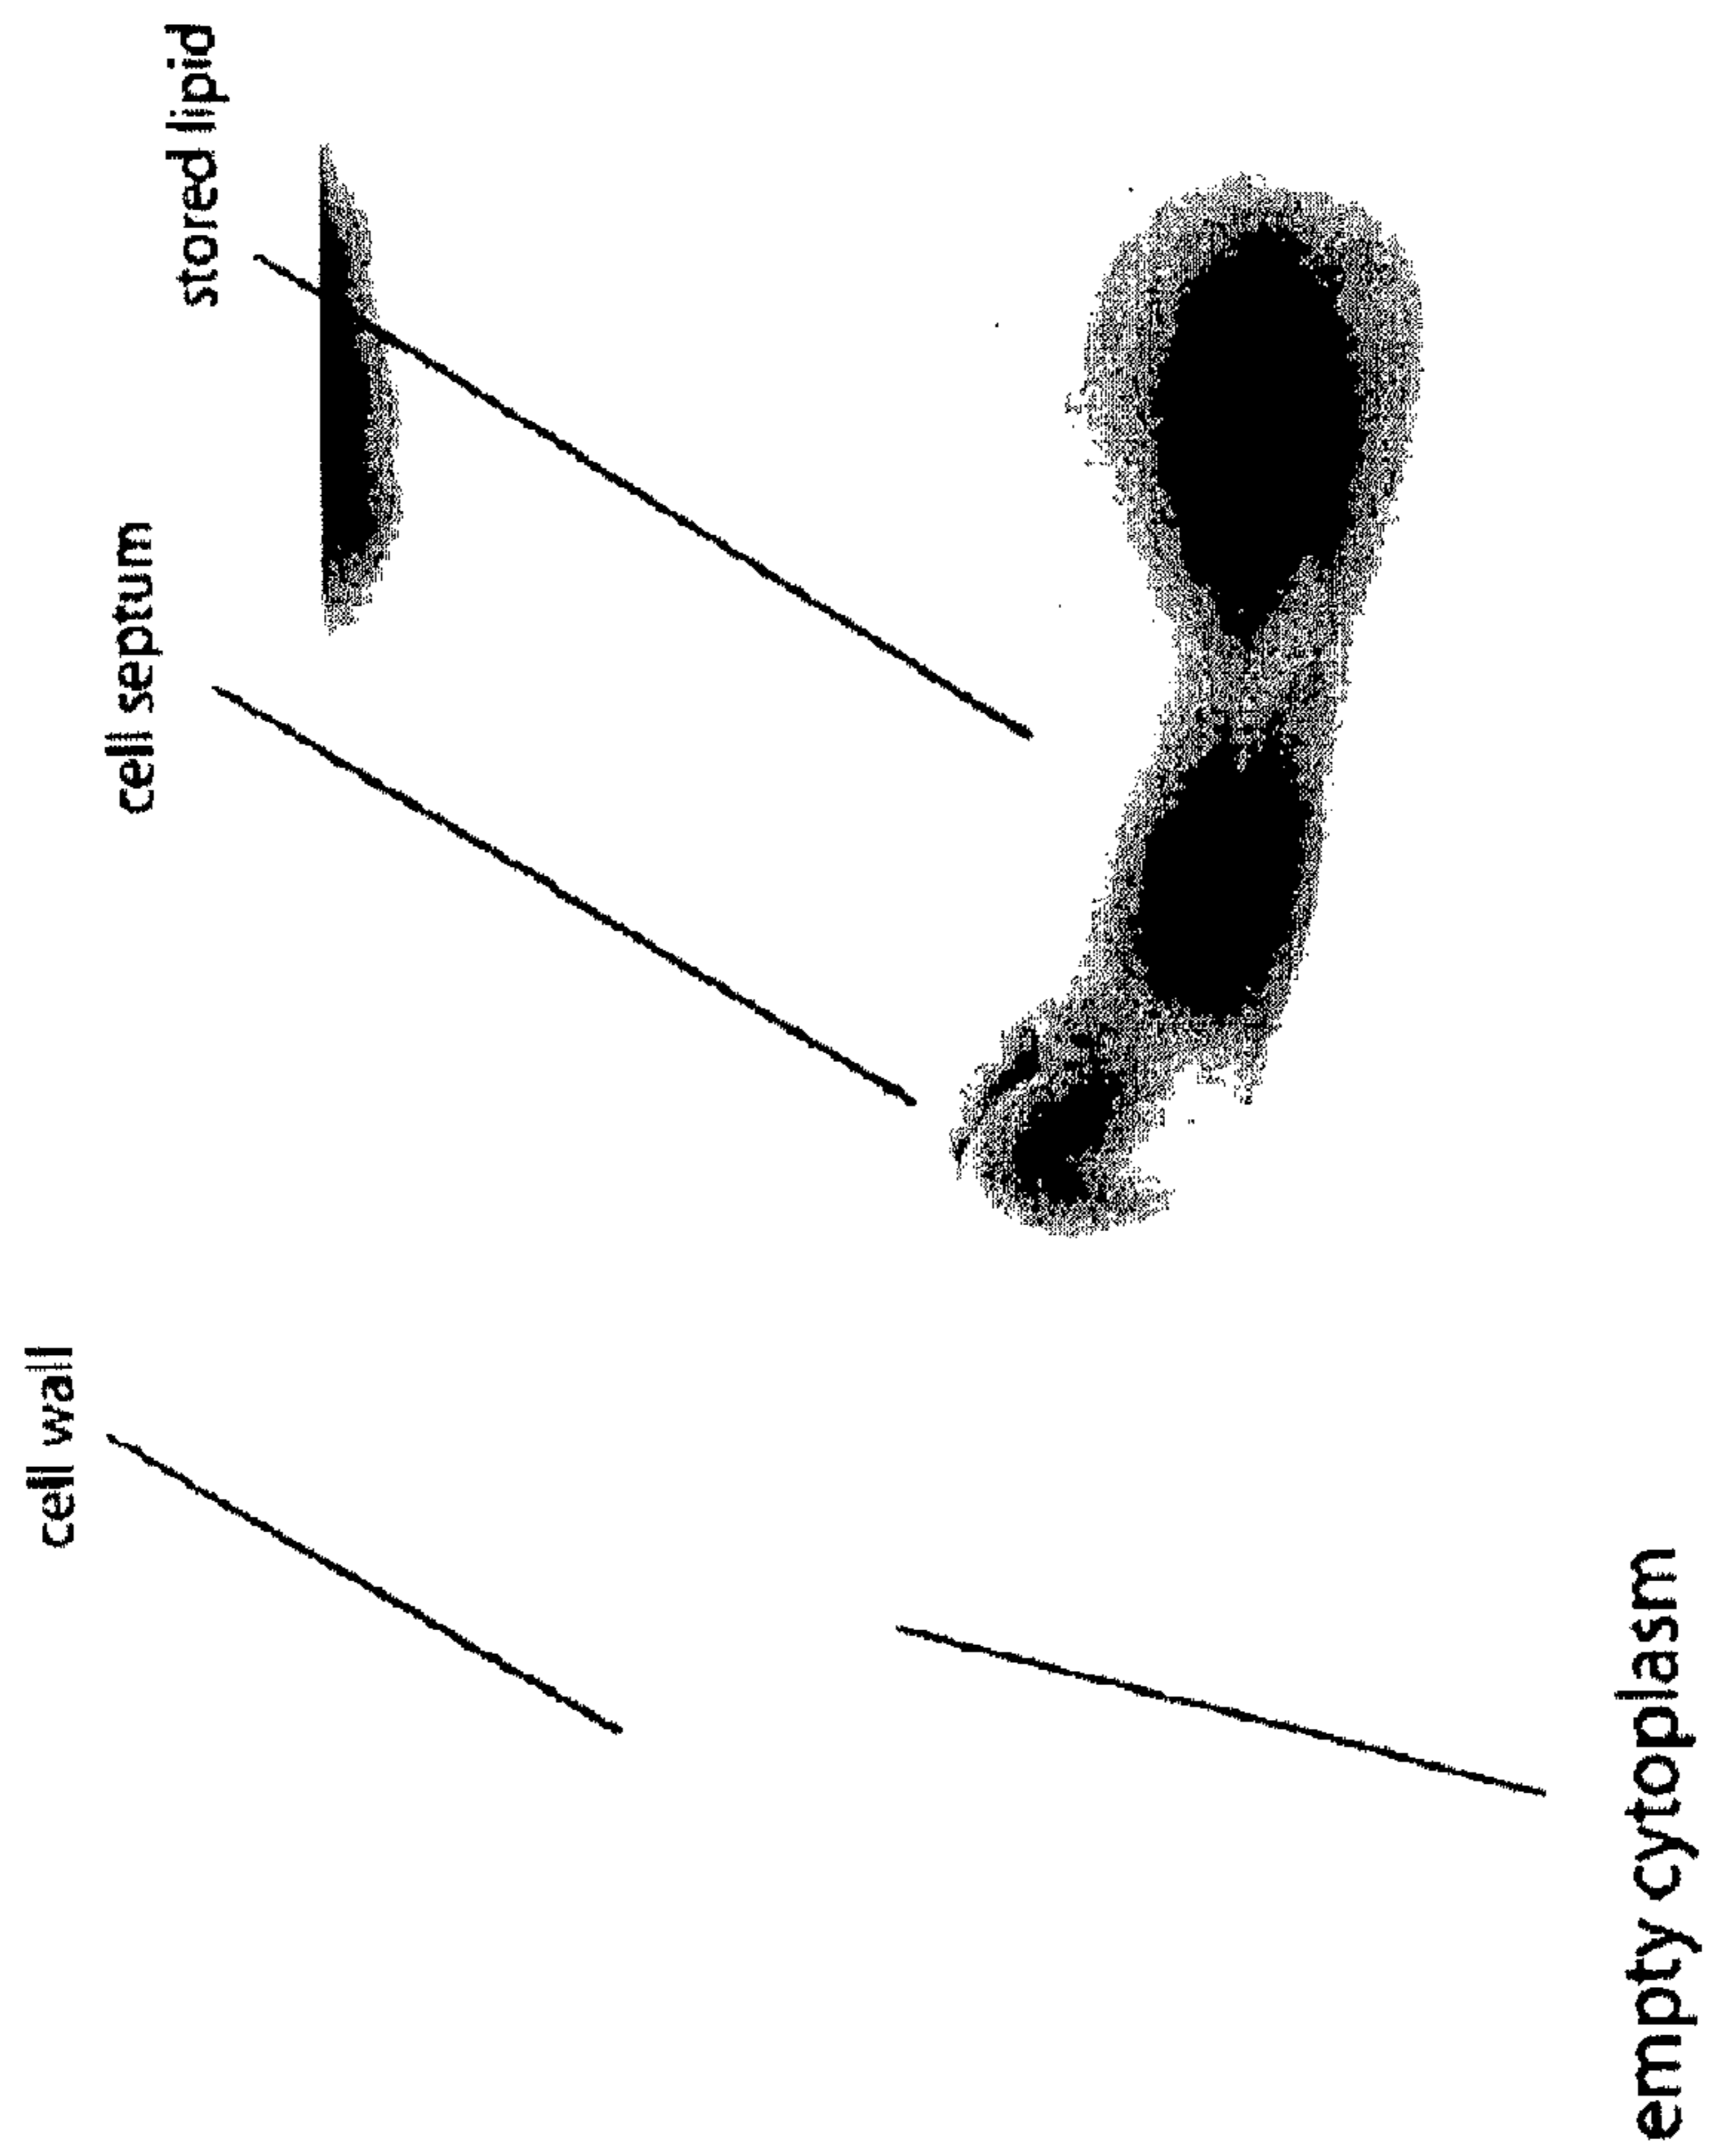 cell wall
cell septum
stored lipid
empty cytoplasm